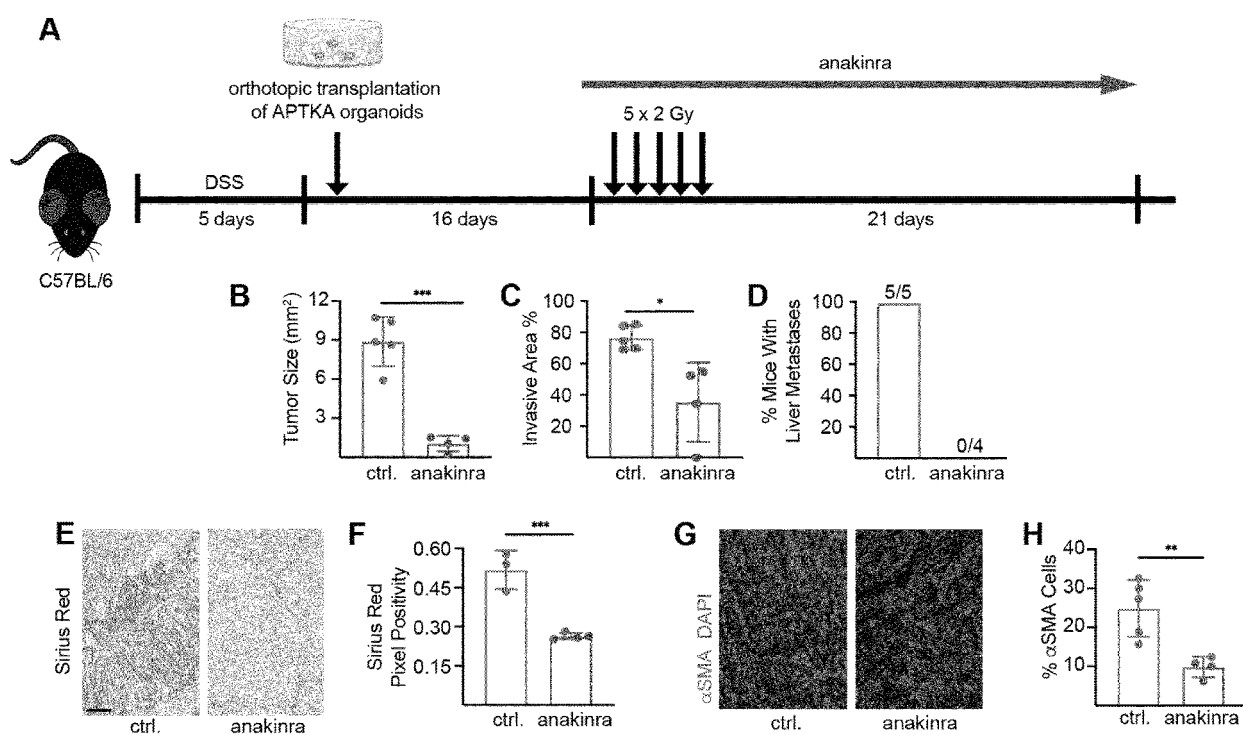 A
orthotopic transplantation
of APTKA organoids
anakinra
5 x 2 Gy
DSS
5 days
16 days
21 days
C57BL/6
B
Tumor Size (mm²)
12
9
6
3
***
ctrl.
anakinra
C
Invasive Area %
100
80
60
40
20
*
ctrl.
anakinra
D
% Mice With
Liver Metastases
100
80
60
40
20
5/5
0/4
ctrl.
anakinra
E
Sirius Red
ctrl.
anakinra
F
Sirius Red
Pixel Positivity
0.60
0.45
0.30
0.15
***
ctrl.
anakinra
G
αSMA DAPI
ctrl.
anakinra
H
% αSMA Cells
40
30
20
10
**
ctrl.
anakinra